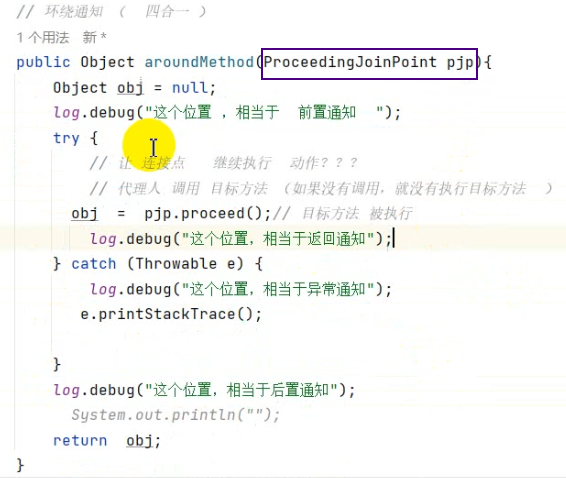 // 环绕通知 （  四合一 ）
1 个用法  新 *
public Object aroundMethod(ProceedingJoinPoint pjp){
Object obj = null;
log.debug("这个位置 ，相当于  前置通知  ");
try {
// 让 连接点   继续执行  动作？？？
// 代理人 调用 目标方法 （如果没有调用，就没有执行目标方法  ）
obj  =  pjp.proceed();// 目标方法 被执行
log.debug("这个位置，相当于返回通知");
} catch (Throwable e) {
log.debug("这个位置，相当于异常通知");
e.printStackTrace();
}
log.debug("这个位置，相当于后置通知");
System.out.println("");
return  obj;
}